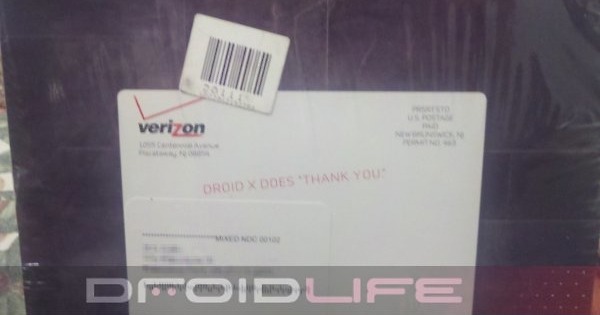 verizon
1095 Centennial Avenue
Piscataway, NJ 08854
PRSRT STD
U.S. POSTAGE
PAID
NEW BRUNSWICK, NJ
PERMIT NO.
DROID X DOES "THANK YOU."
MIXED NDC 00102
DROIDLIFE